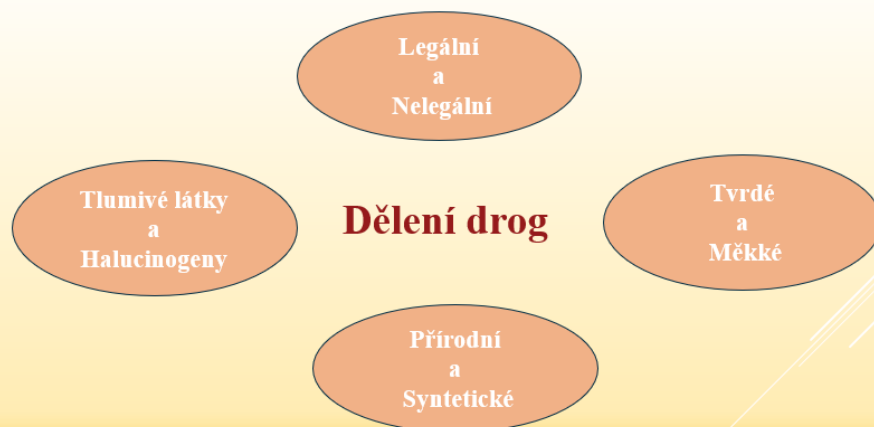 Legální
a
Nelegální
Tlumivé látky
a
Halucinogeny
Dělení drog
Tvrdé
a
Měkké
Přírodní
a
Syntetické